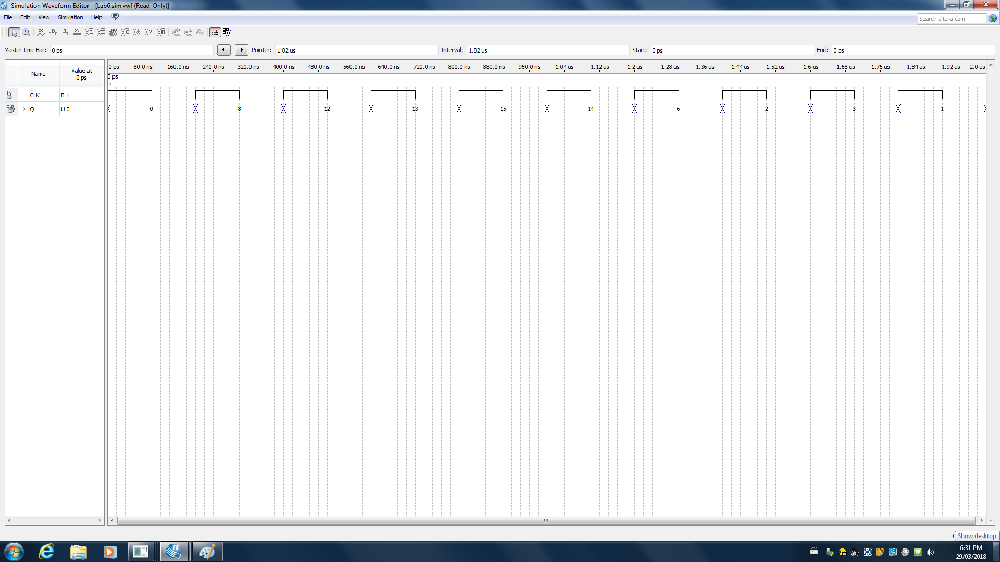 Simulation Waveform Editor - [Lab6.sim.vwf (Read-Only)]
File Edit View Simulation Help
Search altera.com
Master Time Bar: 0 ps Pointer: 1.82 us Interval: 1.82 us Start: 0 ps End: 0 ps
Name Value at 0 ps
0 ps 80.0 ns 160.0 ns 240.0 ns 320.0 ns 400.0 ns 480.0 ns 560.0 ns 640.0 ns 720.0 ns 800.0 ns 880.0 ns 960.0 ns 1.04 us 1.12 us 1.2 us 1.28 us 1.36 us 1.44 us 1.52 us 1.6 us 1.68 us 1.76 us 1.84 us 1.92 us 2.0 us
0 ps
in CLK B 1
out Q U 0 0 8 12 13 15 14 6 2 3 1
Show desktop
6:31 PM
29/03/2018